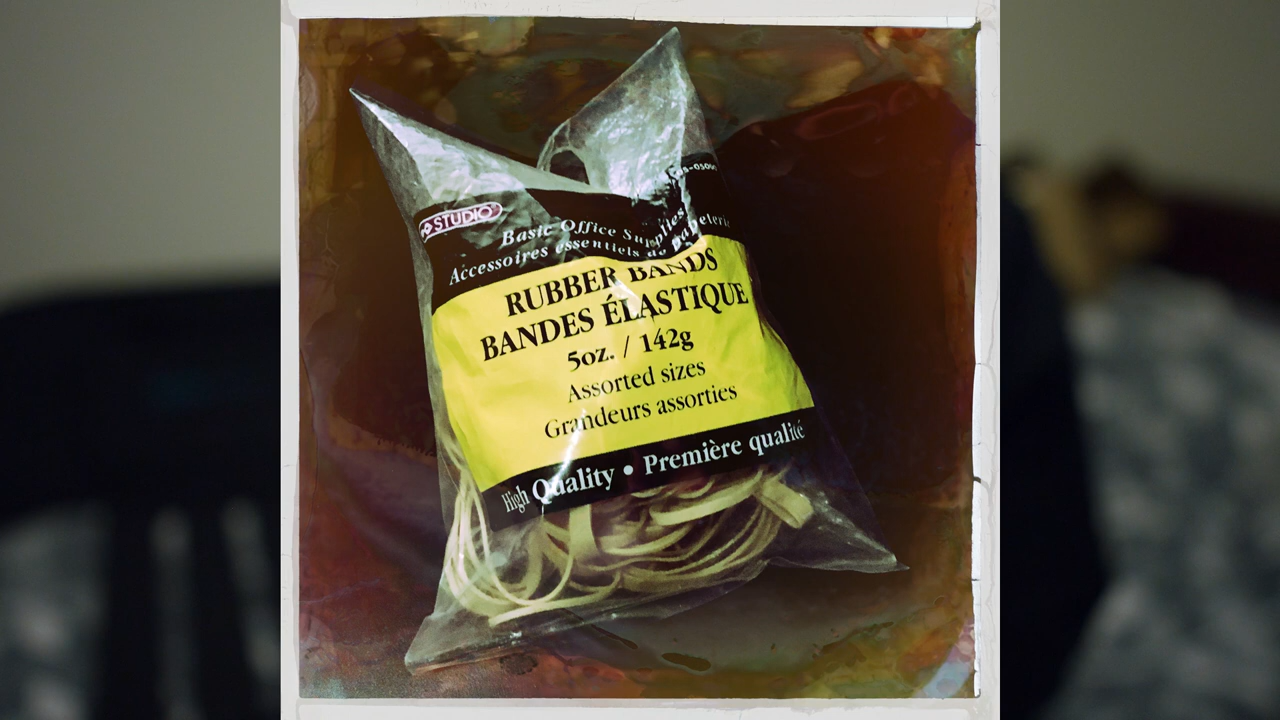 STUDIO
Basic Office Supplies
Accessoires essentiels de papeterie
RUBBER BANDS
BANDES ÉLASTIQUE
5oz. / 142g
Assorted sizes
Grandeurs assorties
High Quality • Première qualité